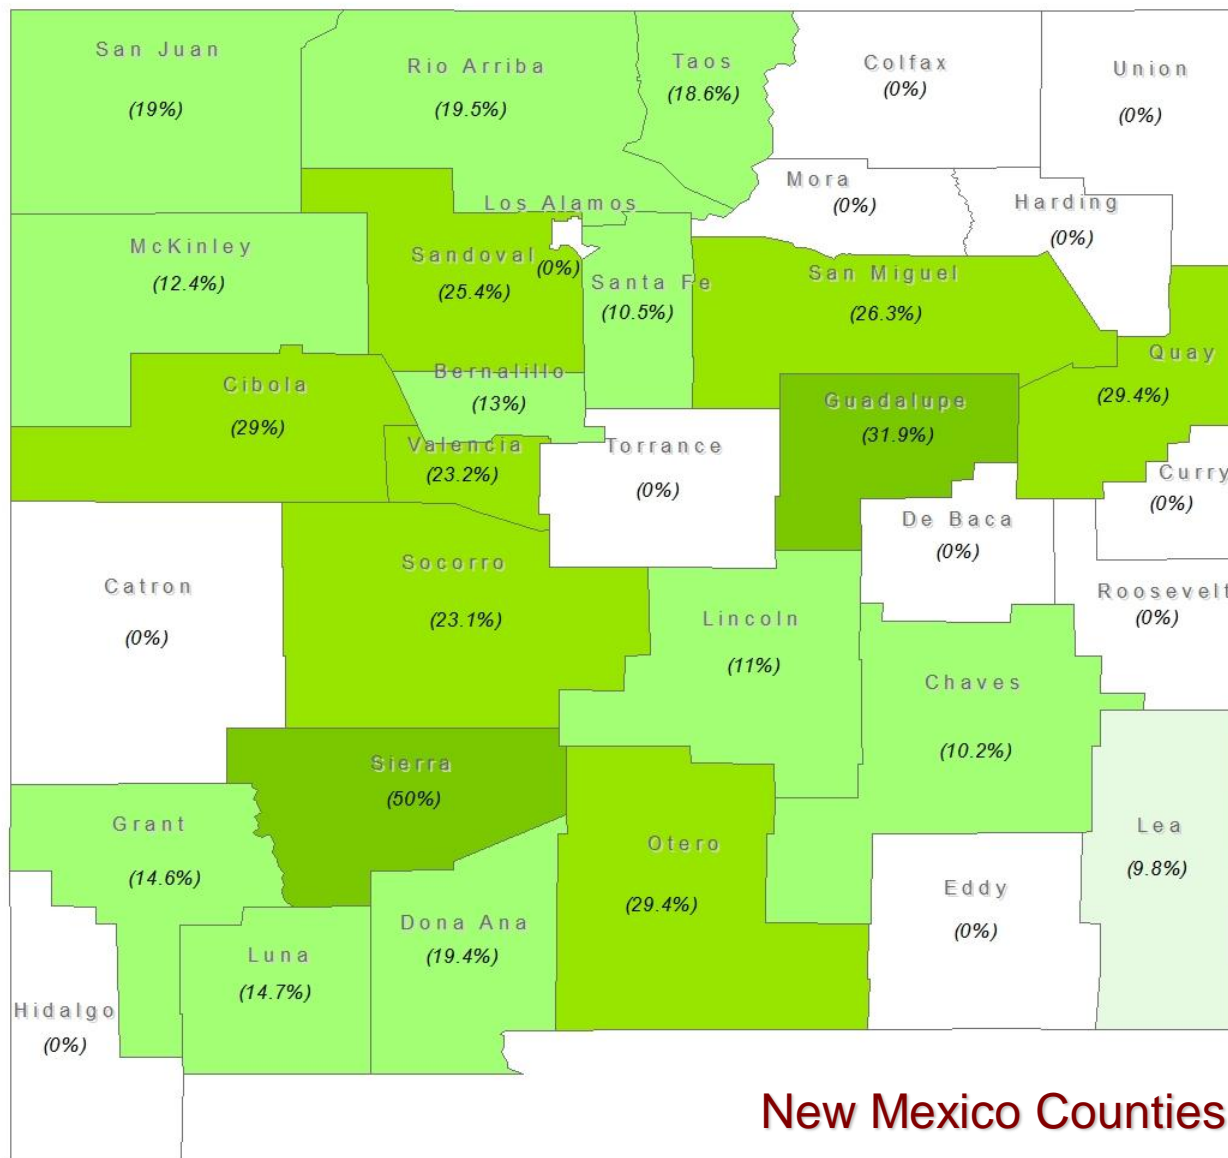 San Juan
(19%)
Rio Arriba
(19.5%)
Taos
(18.6%)
Colfax
(0%)
Union
(0%)
Mora
(0%)
Harding
(0%)
Los Alamos
(0%)
McKinley
(12.4%)
Sandoval
(25.4%)
Santa Fe
(10.5%)
San Miguel
(26.3%)
Quay
(29.4%)
Cibola
(29%)
Bernalillo
(13%)
Guadalupe
(31.9%)
Valencia
(23.2%)
Torrance
(0%)
Curry
(0%)
De Baca
(0%)
Catron
(0%)
Socorro
(23.1%)
Roosevelt
(0%)
Lincoln
(11%)
Chaves
(10.2%)
Sierra
(50%)
Grant
(14.6%)
Otero
(29.4%)
Lea
(9.8%)
Eddy
(0%)
Dona Ana
(19.4%)
Luna
(14.7%)
Hidalgo
(0%)
New Mexico Counties